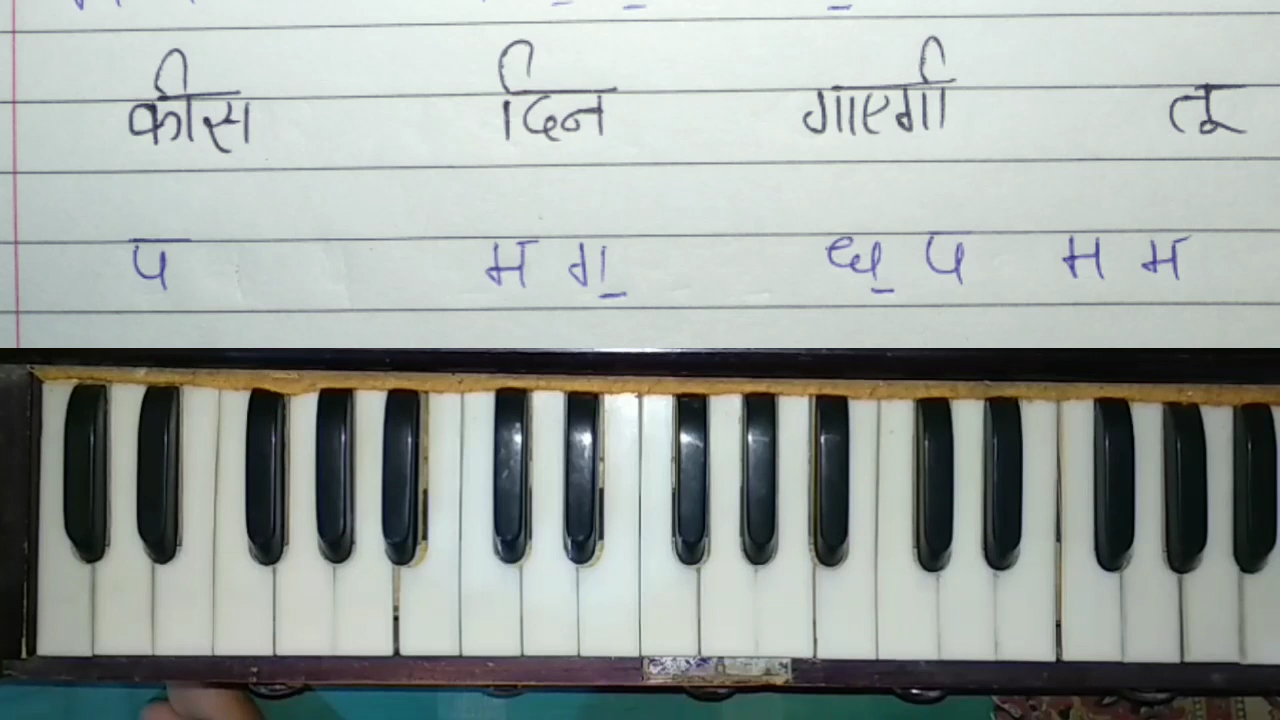 कीस दिन गाएगी तू
प म ग॒ ध॒ प म म